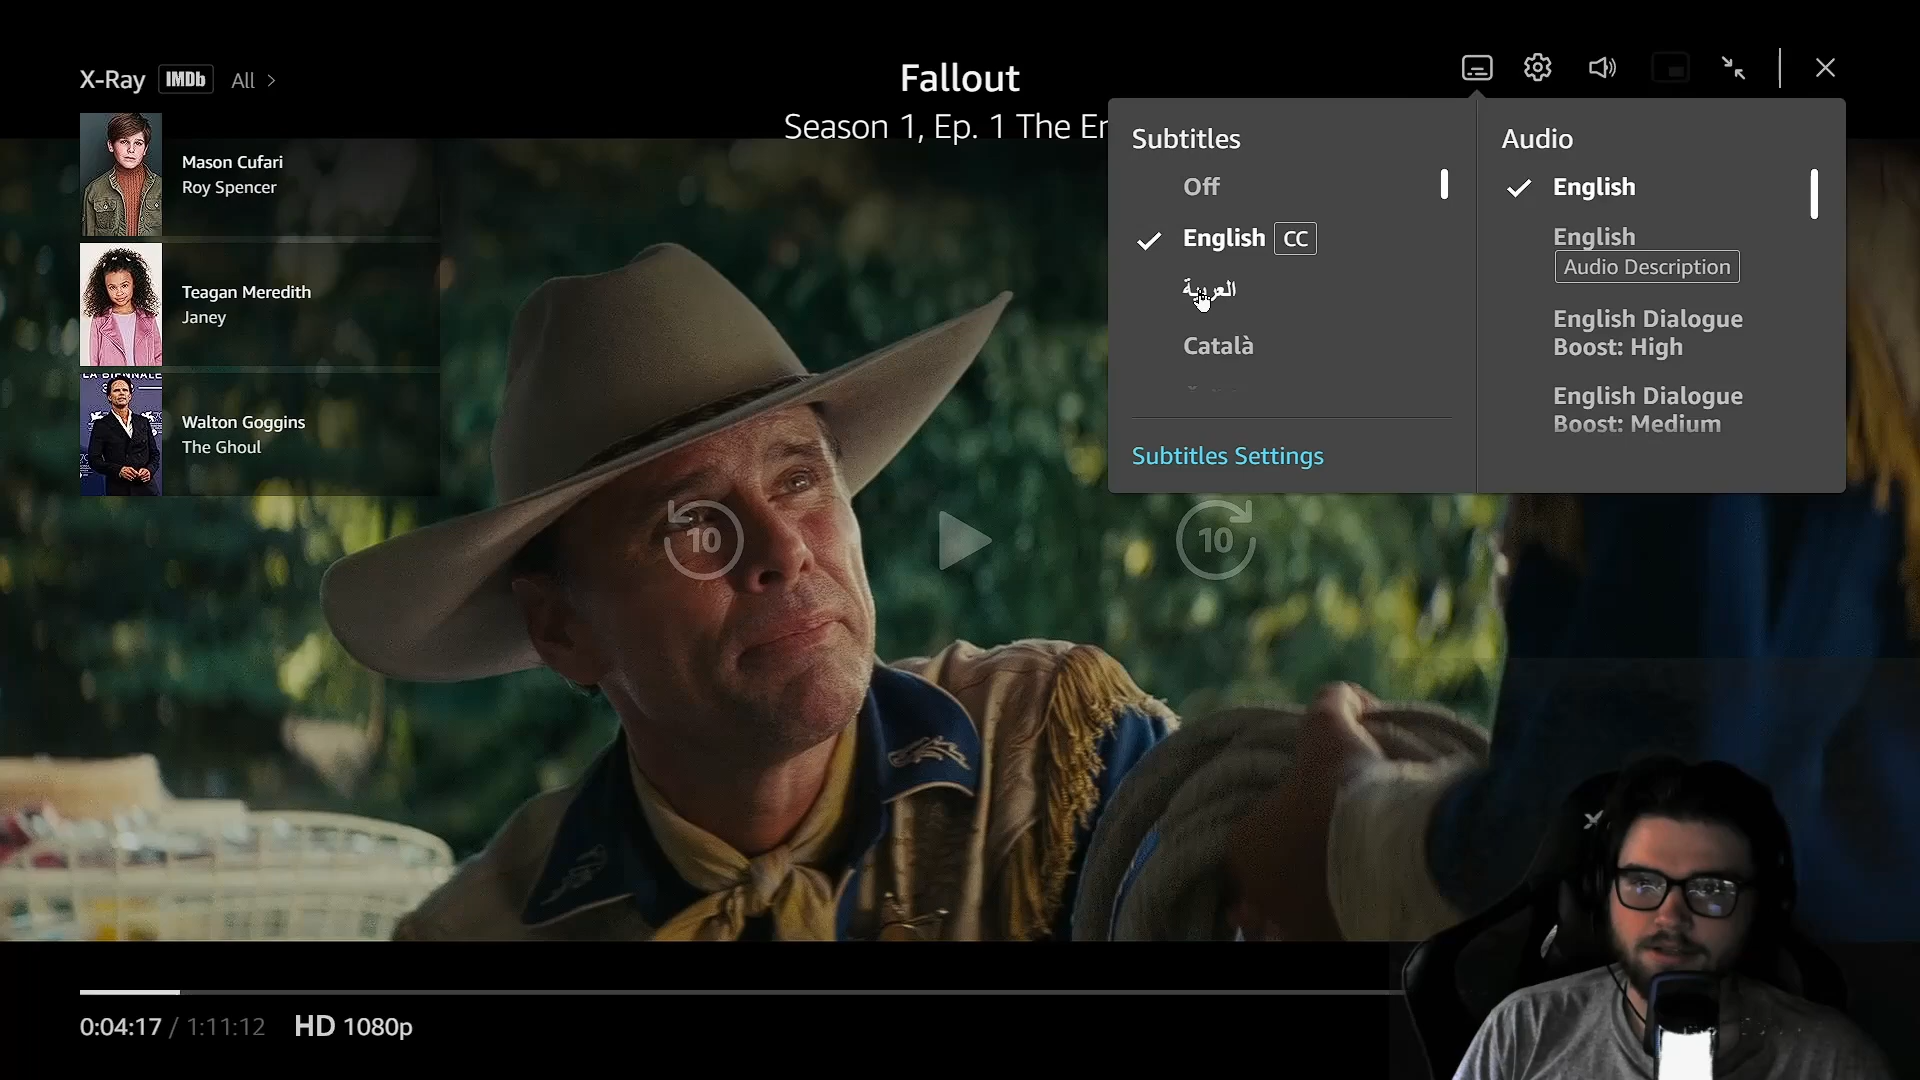 X-Ray IMDb All
Fallout
Season 1, Ep. 1 The
Mason Cufari
Roy Spencer
Teagan Meredith
Janey
LA BIENNALE
Walton Goggins
The Ghoul
Subtitles
Off
English CC
العربية
Català
Subtitles Settings
Audio
English
English
Audio Description
English Dialogue
Boost: High
English Dialogue
Boost: Medium
10
10
0:04:17 / 1:11:12 HD 1080p